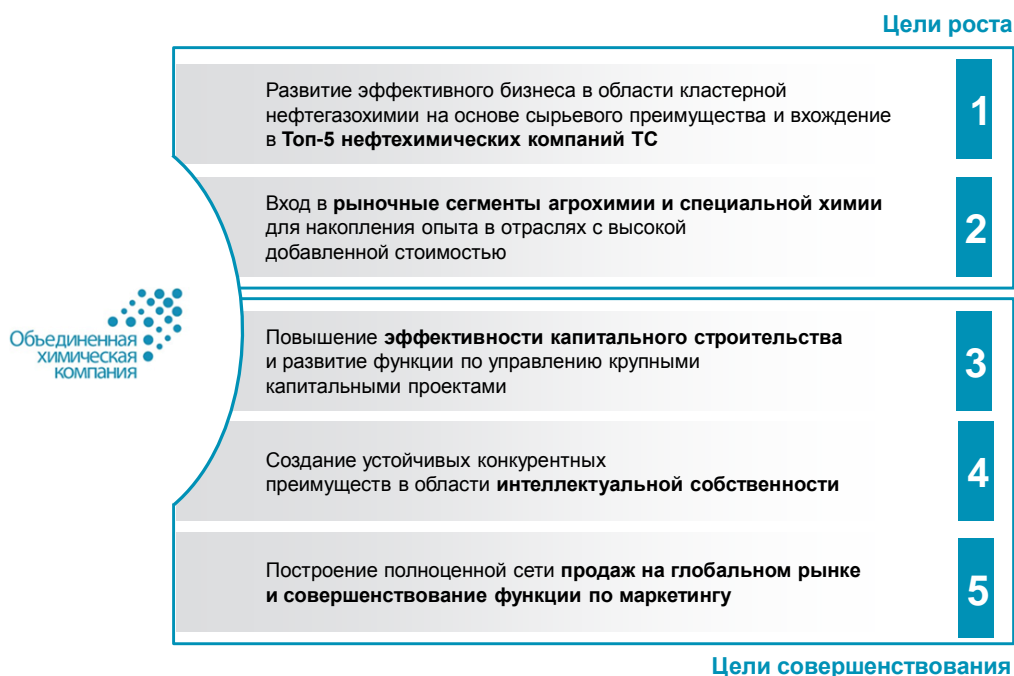 Цели роста
Развитие эффективного бизнеса в области кластерной
нефтегазохимии на основе сырьевого преимущества и вхождение
в Топ-5 нефтехимических компаний ТС
1
Вход в рыночные сегменты агрохимии и специальной химии
для накопления опыта в отраслях с высокой
добавленной стоимостью
2
Объединенная
химическая
компания
Повышение эффективности капитального строительства
и развитие функции по управлению крупными
капитальными проектами
3
Создание устойчивых конкурентных
преимуществ в области интеллектуальной собственности
4
Построение полноценной сети продаж на глобальном рынке
и совершенствование функции по маркетингу
5
Цели совершенствования